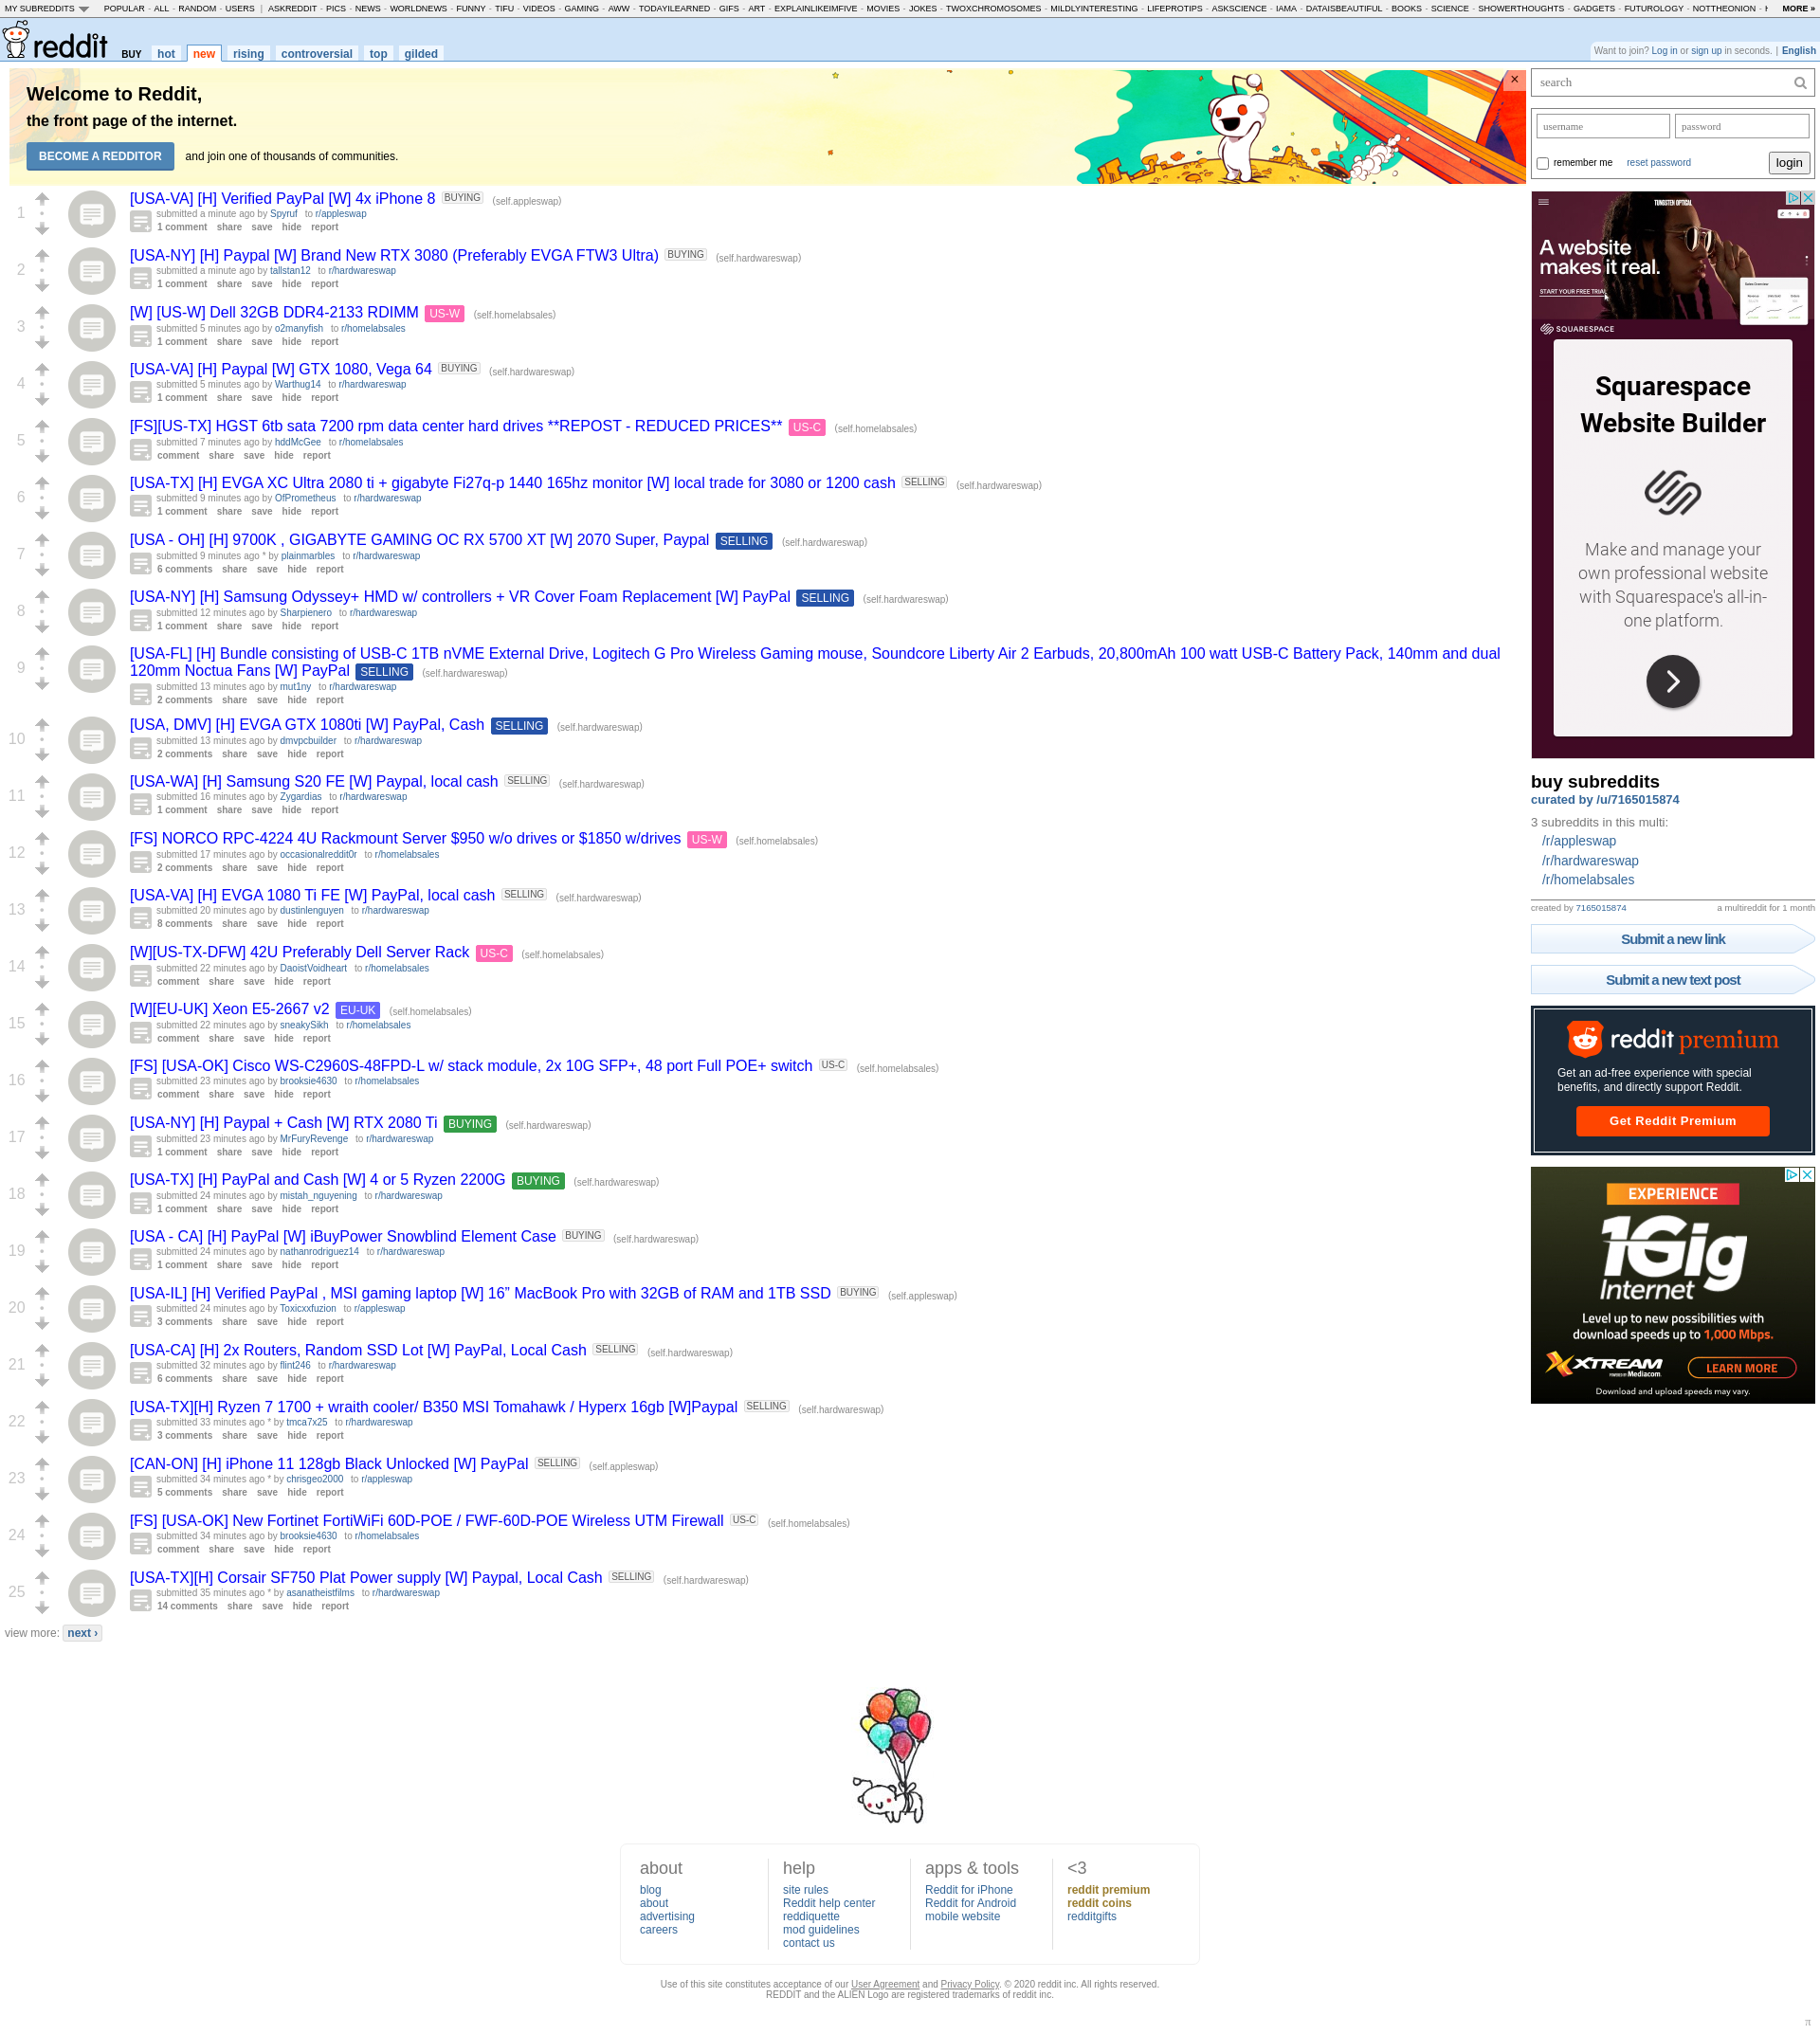 MY SUBREDDITS POPULAR - ALL - RANDOM - USERS | ASKREDDIT - PICS - NEWS - WORLDNEWS - FUNNY - TIFU - VIDEOS - GAMING - AWW - TODAYILEARNED - GIFS - ART - EXPLAINLIKEIMFIVE - MOVIES - JOKES - TWOXCHROMOSOMES - MILDLYINTERESTING - LIFEPROTIPS - ASKSCIENCE - IAMA - DATAISBEAUTIFUL - BOOKS - SCIENCE - SHOWERTHOUGHTS - GADGETS - FUTUROLOGY - NOTTHEONION - MORE »
reddit BUY hot new rising controversial top gilded
Want to join? Log in or sign up in seconds. | English
Welcome to Reddit,
the front page of the internet.
BECOME A REDDITOR and join one of thousands of communities.
×
1
[USA-VA] [H] Verified PayPal [W] 4x iPhone 8 BUYING (self.appleswap)
submitted a minute ago by Spyruf to r/appleswap
1 comment share save hide report
2
[USA-NY] [H] Paypal [W] Brand New RTX 3080 (Preferably EVGA FTW3 Ultra) BUYING (self.hardwareswap)
submitted a minute ago by tallstan12 to r/hardwareswap
1 comment share save hide report
3
[W] [US-W] Dell 32GB DDR4-2133 RDIMM US-W (self.homelabsales)
submitted 5 minutes ago by o2manyfish to r/homelabsales
1 comment share save hide report
4
[USA-VA] [H] Paypal [W] GTX 1080, Vega 64 BUYING (self.hardwareswap)
submitted 5 minutes ago by Warthug14 to r/hardwareswap
1 comment share save hide report
5
[FS][US-TX] HGST 6tb sata 7200 rpm data center hard drives **REPOST - REDUCED PRICES** US-C (self.homelabsales)
submitted 7 minutes ago by hddMcGee to r/homelabsales
comment share save hide report
6
[USA-TX] [H] EVGA XC Ultra 2080 ti + gigabyte Fi27q-p 1440 165hz monitor [W] local trade for 3080 or 1200 cash SELLING (self.hardwareswap)
submitted 9 minutes ago by OfPrometheus to r/hardwareswap
1 comment share save hide report
7
[USA - OH] [H] 9700K , GIGABYTE GAMING OC RX 5700 XT [W] 2070 Super, Paypal SELLING (self.hardwareswap)
submitted 9 minutes ago * by plainmarbles to r/hardwareswap
6 comments share save hide report
8
[USA-NY] [H] Samsung Odyssey+ HMD w/ controllers + VR Cover Foam Replacement [W] PayPal SELLING (self.hardwareswap)
submitted 12 minutes ago by Sharpienero to r/hardwareswap
1 comment share save hide report
9
[USA-FL] [H] Bundle consisting of USB-C 1TB nVME External Drive, Logitech G Pro Wireless Gaming mouse, Soundcore Liberty Air 2 Earbuds, 20,800mAh 100 watt USB-C Battery Pack, 140mm and dual
120mm Noctua Fans [W] PayPal SELLING (self.hardwareswap)
submitted 13 minutes ago by mut1ny to r/hardwareswap
2 comments share save hide report
10
[USA, DMV] [H] EVGA GTX 1080ti [W] PayPal, Cash SELLING (self.hardwareswap)
submitted 13 minutes ago by dmvpcbuilder to r/hardwareswap
2 comments share save hide report
11
[USA-WA] [H] Samsung S20 FE [W] Paypal, local cash SELLING (self.hardwareswap)
submitted 16 minutes ago by Zygardias to r/hardwareswap
1 comment share save hide report
12
[FS] NORCO RPC-4224 4U Rackmount Server $950 w/o drives or $1850 w/drives US-W (self.homelabsales)
submitted 17 minutes ago by occasionalreddit0r to r/homelabsales
2 comments share save hide report
13
[USA-VA] [H] EVGA 1080 Ti FE [W] PayPal, local cash SELLING (self.hardwareswap)
submitted 20 minutes ago by dustinlenguyen to r/hardwareswap
8 comments share save hide report
14
[W][US-TX-DFW] 42U Preferably Dell Server Rack US-C (self.homelabsales)
submitted 22 minutes ago by DaoistVoidheart to r/homelabsales
comment share save hide report
15
[W][EU-UK] Xeon E5-2667 v2 EU-UK (self.homelabsales)
submitted 22 minutes ago by sneakySikh to r/homelabsales
comment share save hide report
16
[FS] [USA-OK] Cisco WS-C2960S-48FPD-L w/ stack module, 2x 10G SFP+, 48 port Full POE+ switch US-C (self.homelabsales)
submitted 23 minutes ago by brooksie4630 to r/homelabsales
comment share save hide report
17
[USA-NY] [H] Paypal + Cash [W] RTX 2080 Ti BUYING (self.hardwareswap)
submitted 23 minutes ago by MrFuryRevenge to r/hardwareswap
1 comment share save hide report
18
[USA-TX] [H] PayPal and Cash [W] 4 or 5 Ryzen 2200G BUYING (self.hardwareswap)
submitted 24 minutes ago by mistah_nguyening to r/hardwareswap
1 comment share save hide report
19
[USA - CA] [H] PayPal [W] iBuyPower Snowblind Element Case BUYING (self.hardwareswap)
submitted 24 minutes ago by nathanrodriguez14 to r/hardwareswap
1 comment share save hide report
20
[USA-IL] [H] Verified PayPal , MSI gaming laptop [W] 16” MacBook Pro with 32GB of RAM and 1TB SSD BUYING (self.appleswap)
submitted 24 minutes ago by Toxicxxfuzion to r/appleswap
3 comments share save hide report
21
[USA-CA] [H] 2x Routers, Random SSD Lot [W] PayPal, Local Cash SELLING (self.hardwareswap)
submitted 32 minutes ago by flint246 to r/hardwareswap
6 comments share save hide report
22
[USA-TX][H] Ryzen 7 1700 + wraith cooler/ B350 MSI Tomahawk / Hyperx 16gb [W]Paypal SELLING (self.hardwareswap)
submitted 33 minutes ago * by tmca7x25 to r/hardwareswap
3 comments share save hide report
23
[CAN-ON] [H] iPhone 11 128gb Black Unlocked [W] PayPal SELLING (self.appleswap)
submitted 34 minutes ago * by chrisgeo2000 to r/appleswap
5 comments share save hide report
24
[FS] [USA-OK] New Fortinet FortiWiFi 60D-POE / FWF-60D-POE Wireless UTM Firewall US-C (self.homelabsales)
submitted 34 minutes ago by brooksie4630 to r/homelabsales
comment share save hide report
25
[USA-TX][H] Corsair SF750 Plat Power supply [W] Paypal, Local Cash SELLING (self.hardwareswap)
submitted 35 minutes ago * by asanatheistfilms to r/hardwareswap
14 comments share save hide report
view more: next ›
search
username password
remember me reset password login
TUNGSTEN OPTICAL
A website
makes it real.
START YOUR FREE TRIAL
SQUARESPACE
Squarespace
Website Builder
Make and manage your
own professional website
with Squarespace's all-in-
one platform.
buy subreddits
curated by /u/7165015874
3 subreddits in this multi:
/r/appleswap
/r/hardwareswap
/r/homelabsales
created by 7165015874 a multireddit for 1 month
Submit a new link
Submit a new text post
reddit premium
Get an ad-free experience with special
benefits, and directly support Reddit.
Get Reddit Premium
EXPERIENCE
1Gig
Internet
Level up to new possibilities with
download speeds up to 1,000 Mbps.
XTREAM POWERED BY Mediacom LEARN MORE
Download and upload speeds may vary.
about
blog
about
advertising
careers
help
site rules
Reddit help center
reddiquette
mod guidelines
contact us
apps & tools
Reddit for iPhone
Reddit for Android
mobile website
<3
reddit premium
reddit coins
redditgifts
Use of this site constitutes acceptance of our User Agreement and Privacy Policy. © 2020 reddit inc. All rights reserved.
REDDIT and the ALIEN Logo are registered trademarks of reddit inc.
π